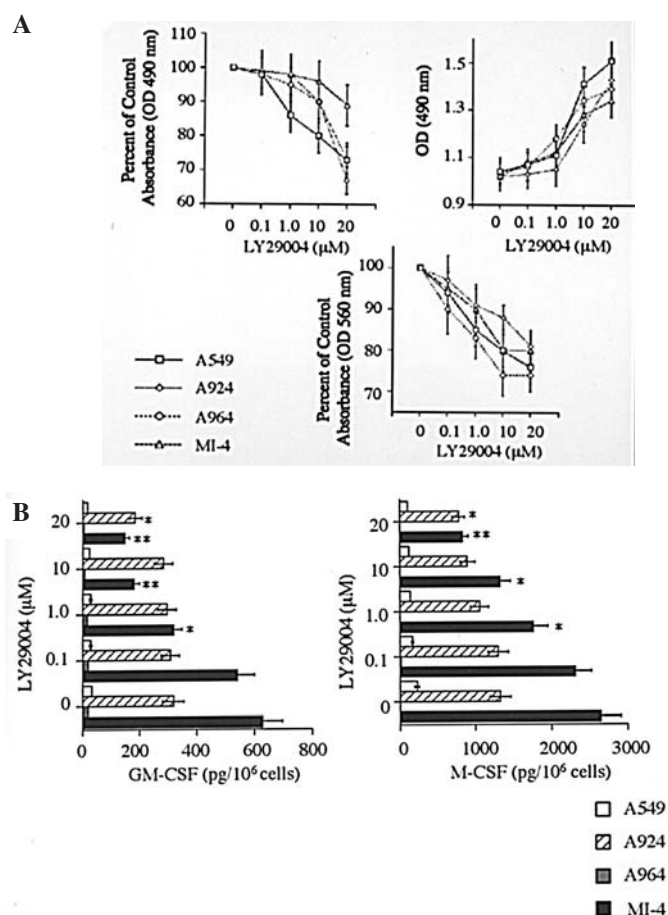 A
Percent of Control
Absorbance (OD 490 nm)
100
90
80
70
60
0 0.1 1.0 10 20
LY29004 (μM)
OD (490 nm)
1.5
1.3
1.1
0.9
0 0.1 1.0 10 20
LY29004 (μM)
Percent of Control
Absorbance (OD 560 nm)
100
90
80
70
0 0.1 1.0 10 20
LY29004 (μM)
A549
A924
A964
MI-4
B
LY29004 (μM)
20
10
1.0
0.1
0
*
**
**
*
0 200 400 600 800
GM-CSF (pg/10⁶ cells)
LY29004 (μM)
20
10
1.0
0.1
0
*
**
*
*
0 1000 2000 3000
M-CSF (pg/10⁶ cells)
A549
A924
A964
MI-4